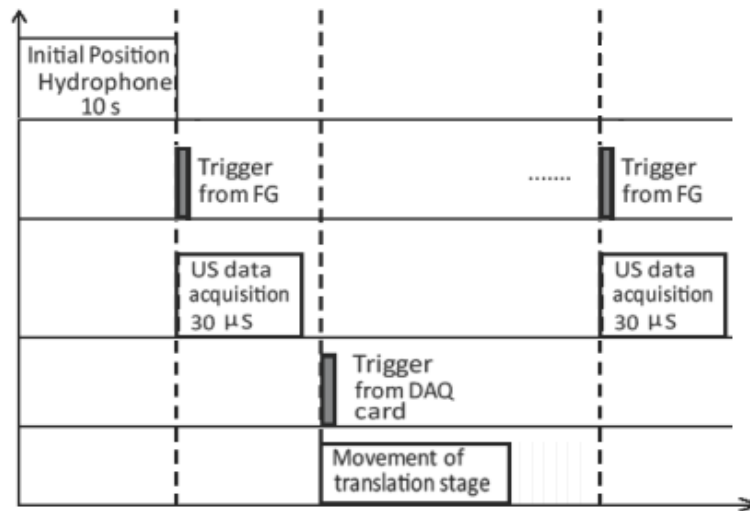 Initial Position
Hydrophone
10 s
Trigger
from FG
.......
Trigger
from FG
US data
acquisition
30 μS
US data
acquisition
30 μS
Trigger
from DAQ
card
Movement of
translation stage